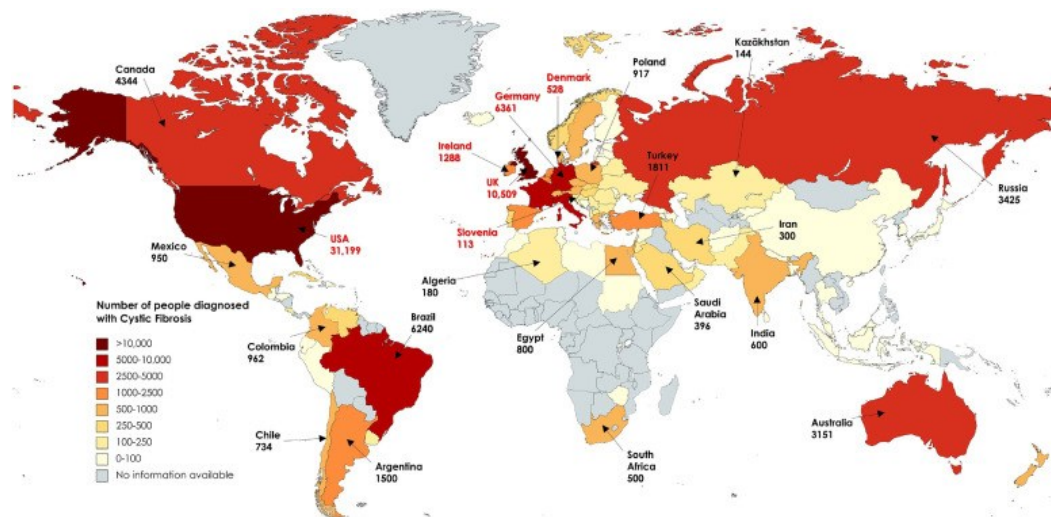 Canada
4344
Germany
6361
Denmark
528
Poland
917
Kazakhstan
144
Ireland
1288
UK
10,509
Turkey
1811
Russia
3425
USA
31,199
Slovenia
113
Mexico
950
Iran
300
Algeria
180
Egypt
800
Saudi
Arabia
396
India
600
Brazil
6240
Colombia
962
Number of people diagnosed
with Cystic Fibrosis
>10,000
5000-10,000
2500-5000
1000-2500
500-1000
250-500
100-250
0-100
No information available
Chile
734
Argentina
1500
South
Africa
500
Australia
3151